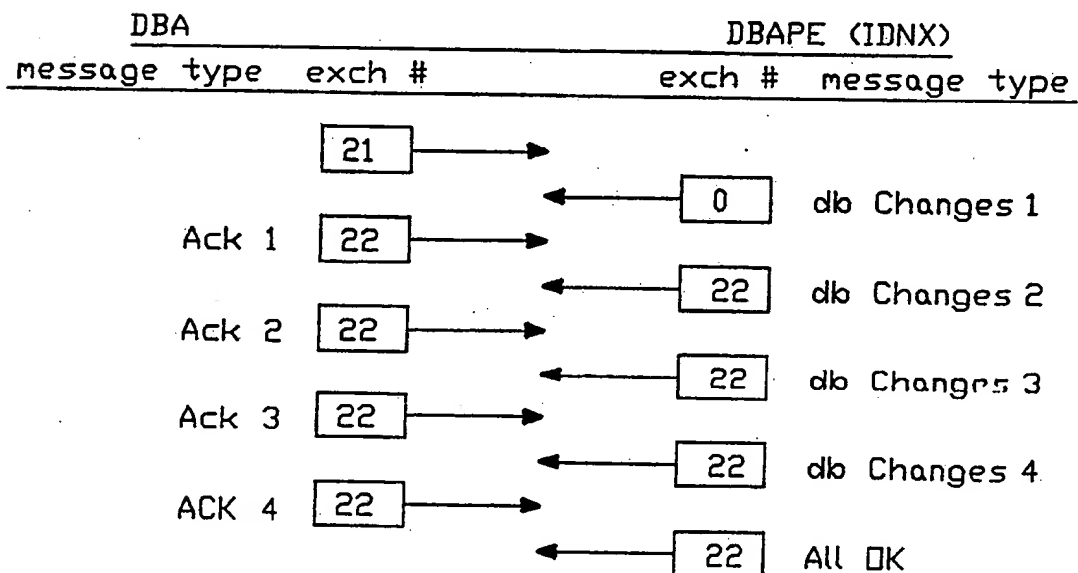 DBA DBAPE (IDNX)
message type exch # exch # message type
21
0 db Changes 1
Ack 1 22
22 db Changes 2
Ack 2 22
22 db Changes 3
Ack 3 22
22 db Changes 4
ACK 4 22
22 All OK